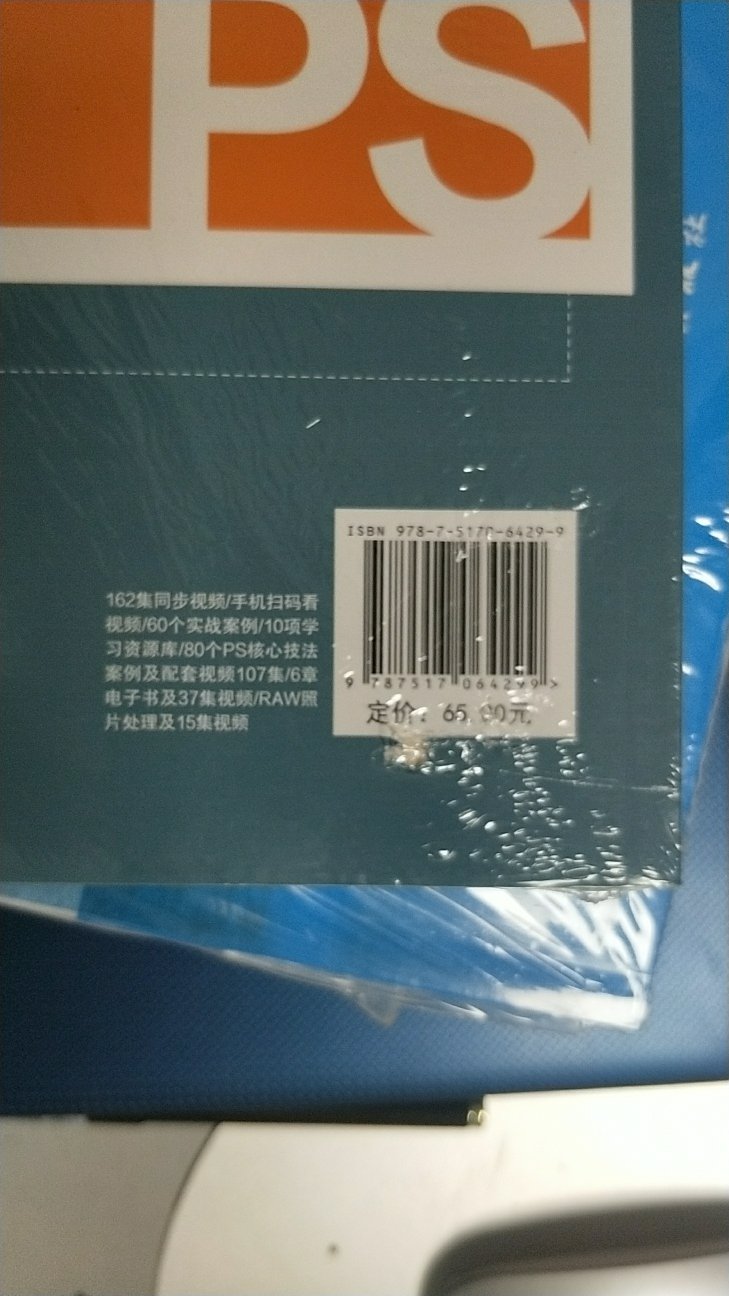 PS
ISBN 978-7-5170-6429-9
162集同步视频/手机扫码看
视频/60个实战案例/10项学
习资源库/80个PS核心技法
案例及配套视频107集/6章
电子书及37集视频/RAW照
片处理及15集视频
9 787517 064299 >
定价：65.00元